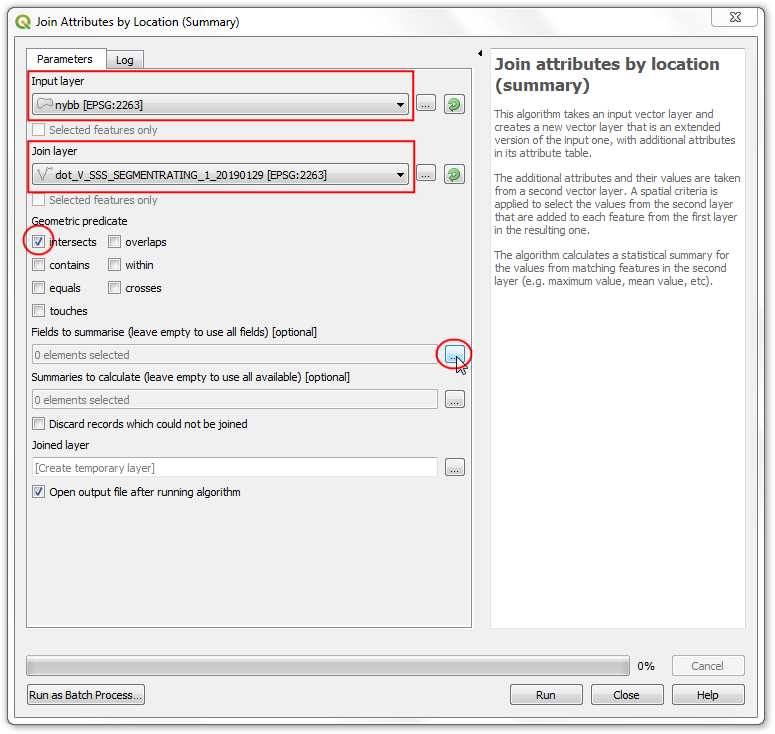 Join Attributes by Location (Summary)
Parameters
Log
Input layer
nybb [EPSG:2263]
...
Selected features only
Join layer
dot_V_SSS_SEGMENTRATING_1_20190129 [EPSG:2263]
...
Selected features only
Geometric predicate
intersects
overlaps
contains
within
equals
crosses
touches
Fields to summarise (leave empty to use all fields) [optional]
0 elements selected
...
Summaries to calculate (leave empty to use all available) [optional]
0 elements selected
...
Discard records which could not be joined
Joined layer
[Create temporary layer]
...
Open output file after running algorithm
Join attributes by location
(summary)
This algorithm takes an input vector layer and
creates a new vector layer that is an extended
version of the input one, with additional attributes
in its attribute table.
The additional attributes and their values are taken
from a second vector layer. A spatial criteria is
applied to select the values from the second layer
that are added to each feature from the first layer
in the resulting one.
The algorithm calculates a statistical summary for
the values from matching features in the second
layer (e.g. maximum value, mean value, etc).
0%
Cancel
Run as Batch Process...
Run
Close
Help